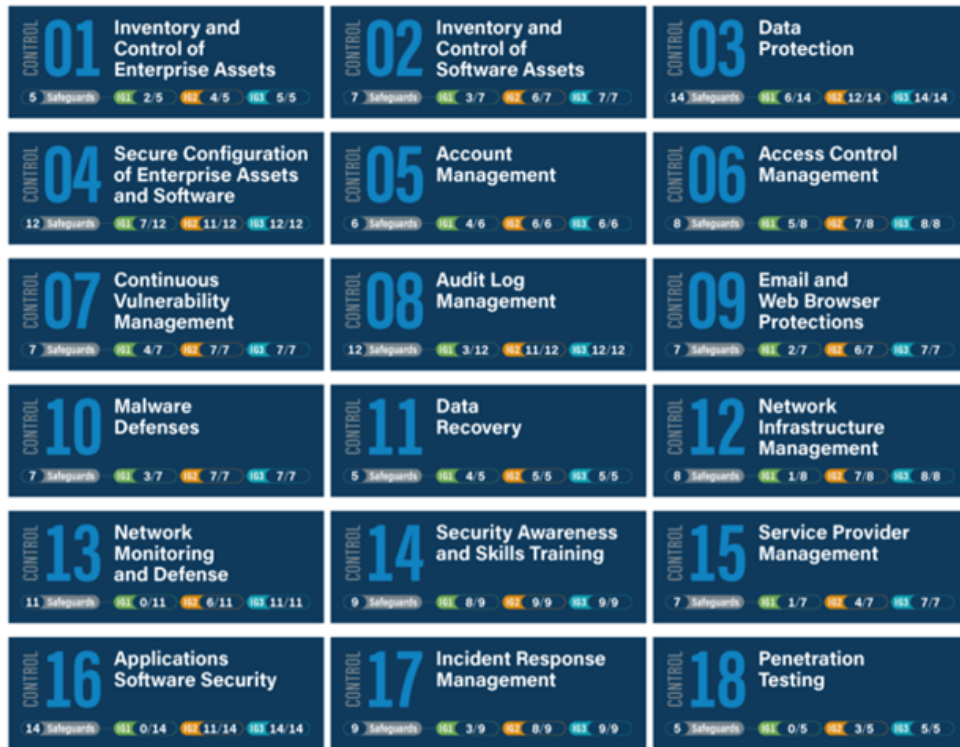 CONTROL 01 Inventory and
Control of
Enterprise Assets
5 Safeguards IG1 2/5 IG2 4/5 IG3 5/5
CONTROL 02 Inventory and
Control of
Software Assets
7 Safeguards IG1 3/7 IG2 6/7 IG3 7/7
CONTROL 03 Data
Protection
14 Safeguards IG1 6/14 IG2 12/14 IG3 14/14
CONTROL 04 Secure Configuration
of Enterprise Assets
and Software
12 Safeguards IG1 7/12 IG2 11/12 IG3 12/12
CONTROL 05 Account
Management
6 Safeguards IG1 4/6 IG2 6/6 IG3 6/6
CONTROL 06 Access Control
Management
8 Safeguards IG1 5/8 IG2 7/8 IG3 8/8
CONTROL 07 Continuous
Vulnerability
Management
7 Safeguards IG1 4/7 IG2 7/7 IG3 7/7
CONTROL 08 Audit Log
Management
12 Safeguards IG1 3/12 IG2 11/12 IG3 12/12
CONTROL 09 Email and
Web Browser
Protections
7 Safeguards IG1 2/7 IG2 6/7 IG3 7/7
CONTROL 10 Malware
Defenses
7 Safeguards IG1 3/7 IG2 7/7 IG3 7/7
CONTROL 11 Data
Recovery
5 Safeguards IG1 4/5 IG2 5/5 IG3 5/5
CONTROL 12 Network
Infrastructure
Management
8 Safeguards IG1 1/8 IG2 7/8 IG3 8/8
CONTROL 13 Network
Monitoring
and Defense
11 Safeguards IG1 0/11 IG2 6/11 IG3 11/11
CONTROL 14 Security Awareness
and Skills Training
9 Safeguards IG1 8/9 IG2 9/9 IG3 9/9
CONTROL 15 Service Provider
Management
7 Safeguards IG1 1/7 IG2 4/7 IG3 7/7
CONTROL 16 Applications
Software Security
14 Safeguards IG1 0/14 IG2 11/14 IG3 14/14
CONTROL 17 Incident Response
Management
9 Safeguards IG1 3/9 IG2 8/9 IG3 9/9
CONTROL 18 Penetration
Testing
5 Safeguards IG1 0/5 IG2 3/5 IG3 5/5